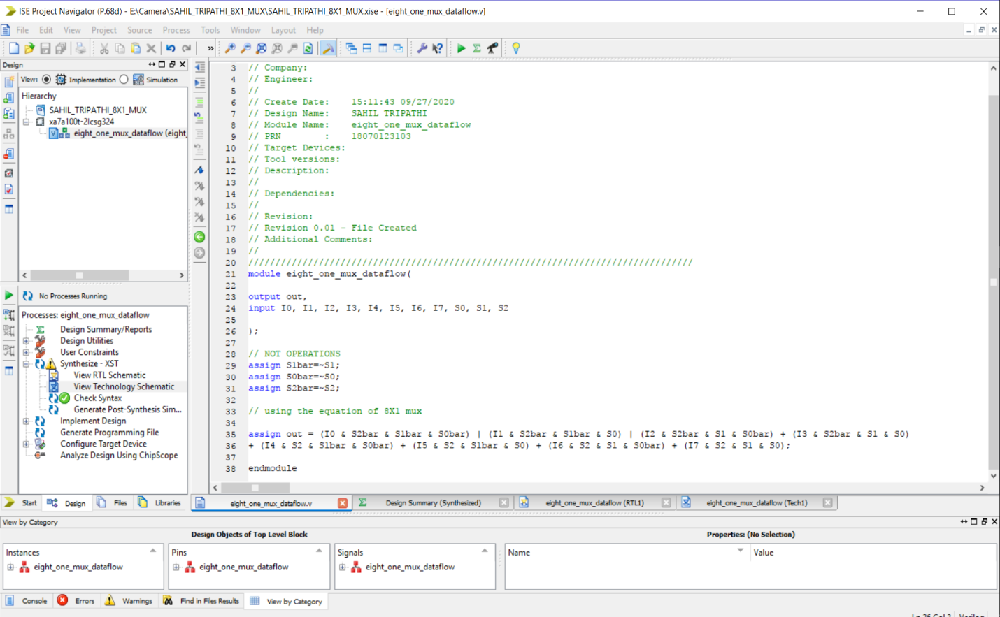 ISE Project Navigator (P.68d) - E:\Camera\SAHIL_TRIPATHI_8X1_MUX\SAHIL_TRIPATHI_8X1_MUX.xise - [eight_one_mux_dataflow.v]
File Edit View Project Source Process Tools Window Layout Help
»
Design
View: Implementation Simulation
Hierarchy
SAHIL_TRIPATHI_8X1_MUX
xa7a100t-2lcsg324
eight_one_mux_dataflow (eight_
No Processes Running
Processes: eight_one_mux_dataflow
Design Summary/Reports
Design Utilities
User Constraints
Synthesize - XST
View RTL Schematic
View Technology Schematic
Check Syntax
Generate Post-Synthesis Sim...
Implement Design
Generate Programming File
Configure Target Device
Analyze Design Using ChipScope
Start Design Files Libraries
3 // Company:
4 // Engineer:
5 //
6 // Create Date: 15:11:43 09/27/2020
7 // Design Name: SAHIL TRIPATHI
8 // Module Name: eight_one_mux_dataflow
9 // PRN : 18070123103
10 // Target Devices:
11 // Tool versions:
12 // Description:
13 //
14 // Dependencies:
15 //
16 // Revision:
17 // Revision 0.01 - File Created
18 // Additional Comments:
19 //
20 //////////////////////////////////////////////////////////////////////////////////
21 module eight_one_mux_dataflow(
22
23 output out,
24 input I0, I1, I2, I3, I4, I5, I6, I7, S0, S1, S2
25
26 );
27
28 // NOT OPERATIONS
29 assign S1bar=~S1;
30 assign S0bar=~S0;
31 assign S2bar=~S2;
32
33 // using the equation of 8X1 mux
34
35 assign out = (I0 & S2bar & S1bar & S0bar) | (I1 & S2bar & S1bar & S0) | (I2 & S2bar & S1 & S0bar) + (I3 & S2bar & S1 & S0)
36 + (I4 & S2 & S1bar & S0bar) + (I5 & S2 & S1bar & S0) + (I6 & S2 & S1 & S0bar) + (I7 & S2 & S1 & S0);
37
38 endmodule
eight_one_mux_dataflow.v Design Summary (Synthesized) eight_one_mux_dataflow (RTL1) eight_one_mux_dataflow (Tech1)
View by Category
Design Objects of Top Level Block Properties: (No Selection)
Instances Pins Signals Name Value
eight_one_mux_dataflow eight_one_mux_dataflow eight_one_mux_dataflow
Console Errors Warnings Find in Files Results View by Category